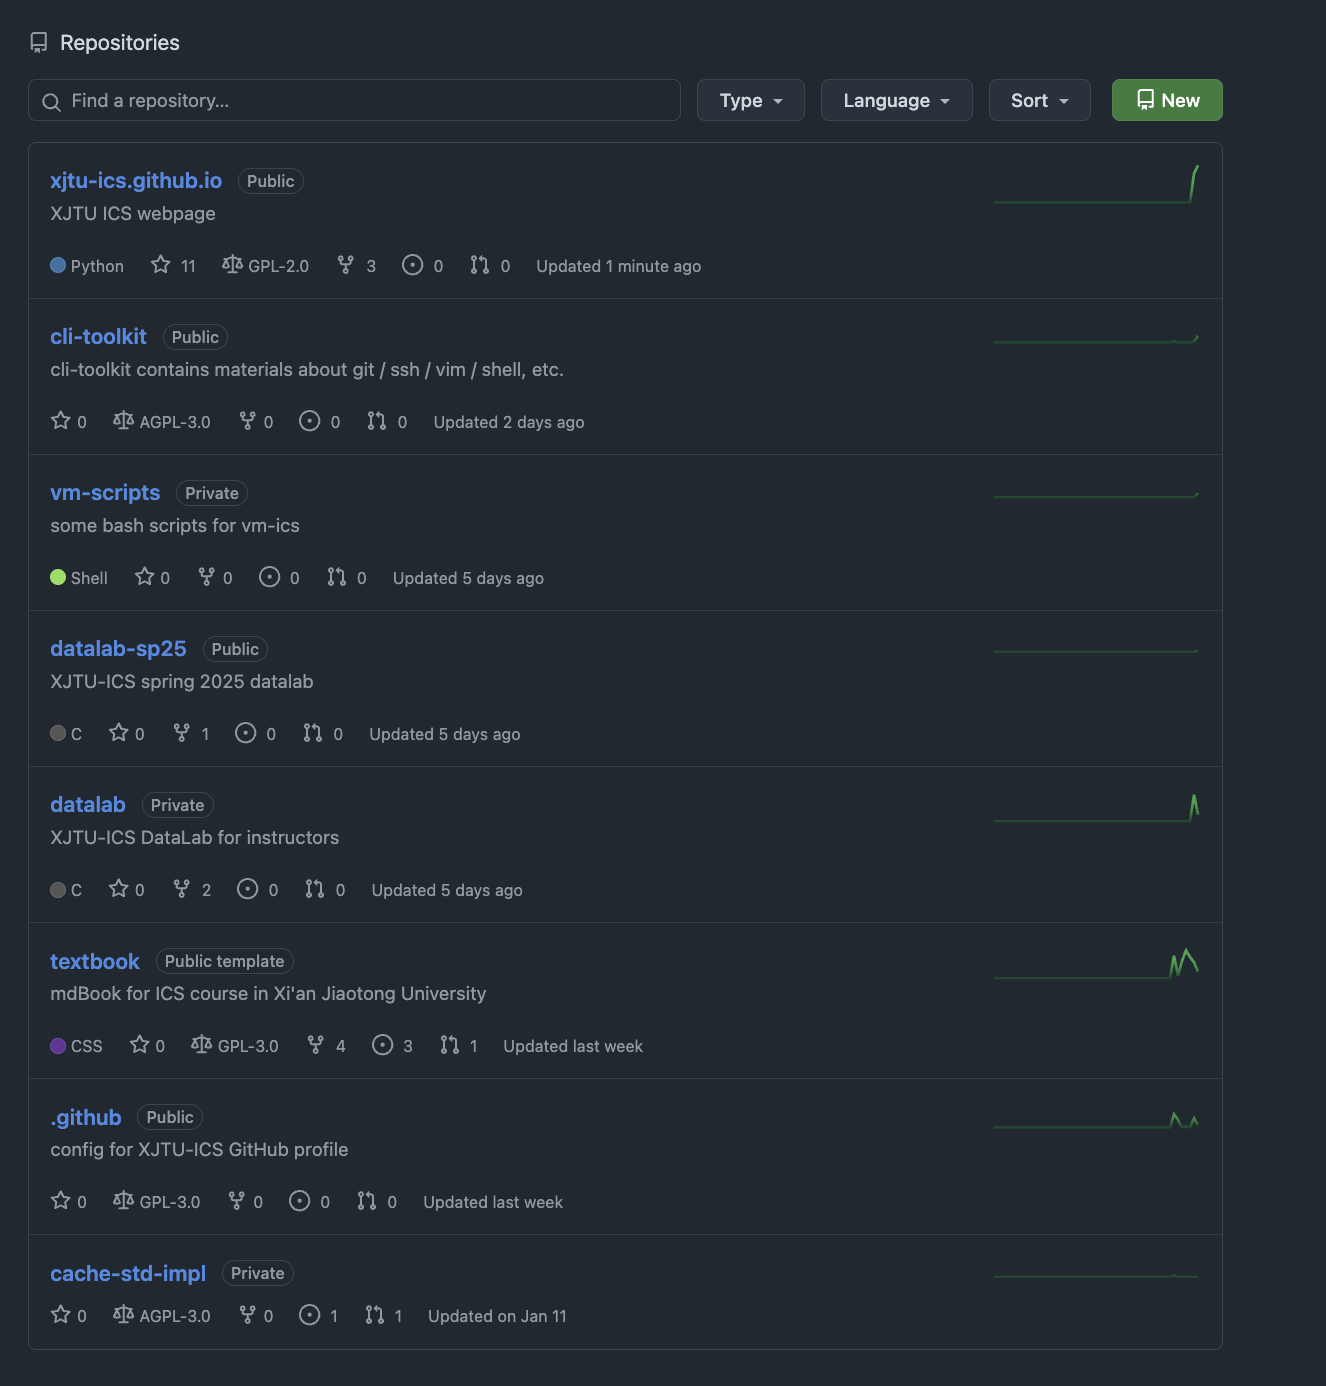 Repositories
Find a repository...
Type
Language
Sort
New
xjtu-ics.github.io Public
XJTU ICS webpage
Python 11 GPL-2.0 3 0 0 Updated 1 minute ago
cli-toolkit Public
cli-toolkit contains materials about git / ssh / vim / shell, etc.
0 AGPL-3.0 0 0 0 Updated 2 days ago
vm-scripts Private
some bash scripts for vm-ics
Shell 0 0 0 0 Updated 5 days ago
datalab-sp25 Public
XJTU-ICS spring 2025 datalab
C 0 1 0 0 Updated 5 days ago
datalab Private
XJTU-ICS DataLab for instructors
C 0 2 0 0 Updated 5 days ago
textbook Public template
mdBook for ICS course in Xi'an Jiaotong University
CSS 0 GPL-3.0 4 3 1 Updated last week
.github Public
config for XJTU-ICS GitHub profile
0 GPL-3.0 0 0 0 Updated last week
cache-std-impl Private
0 AGPL-3.0 0 1 1 Updated on Jan 11